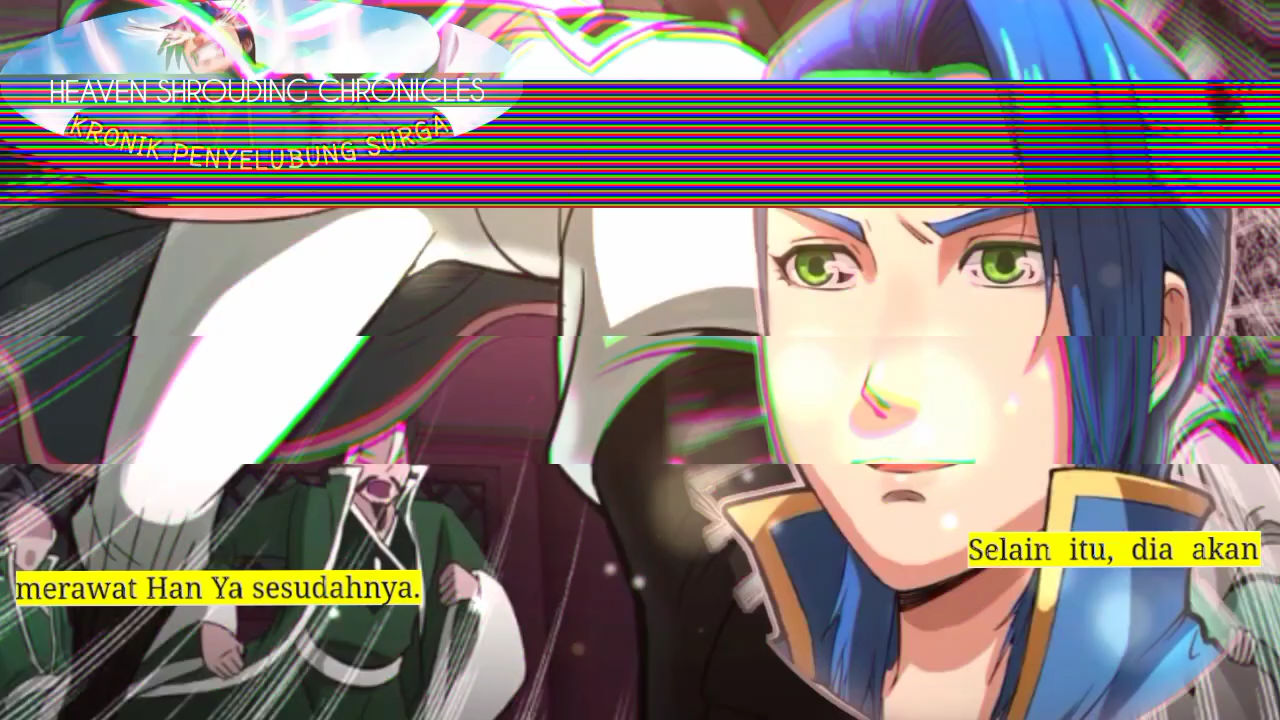 HEAVEN SHROUDING CHRONICLES
KRONIK PENYELUBUNG SURGA
Selain itu, dia akan
merawat Han Ya sesudahnya.